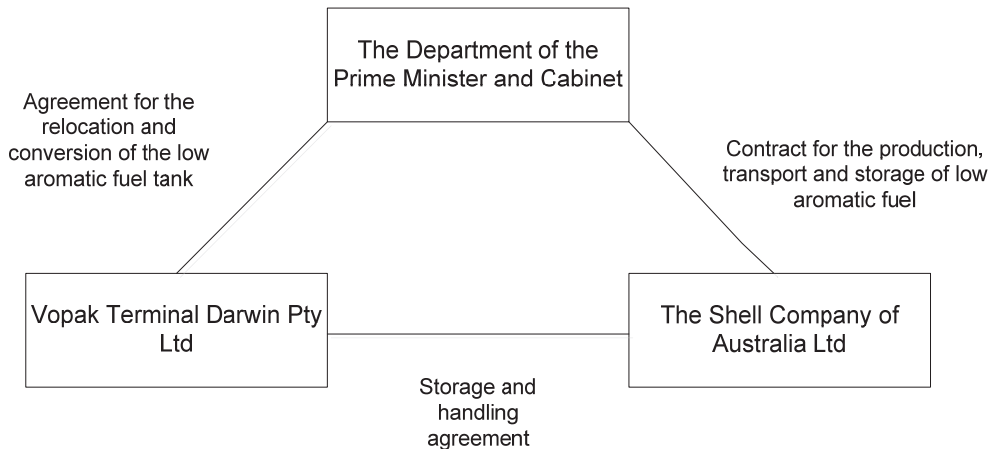 The Department of the
Prime Minister and Cabinet
Agreement for the
relocation and
conversion of the low
aromatic fuel tank
Contract for the production,
transport and storage of low
aromatic fuel
Vopak Terminal Darwin Pty
Ltd
The Shell Company of
Australia Ltd
Storage and
handling
agreement